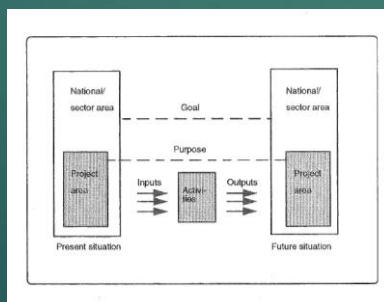 National/
sector area
Goal
National/
sector area
Purpose
Project
area
Inputs
Activi-
ties
Outputs
Project
area
Present situation
Future situation